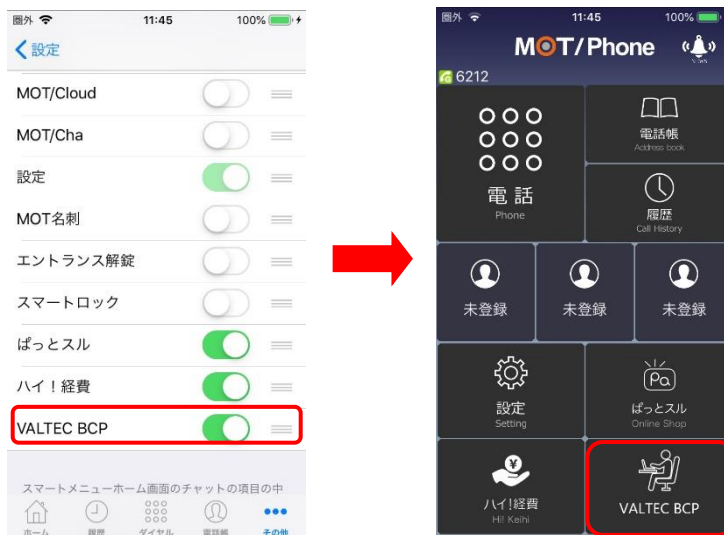 圏外 11:45 100%
設定
MOT/Cloud
MOT/Cha
設定
MOT名刺
エントランス解錠
スマートロック
ぱっとスル
ハイ！経費
VALTEC BCP
スマートメニューホーム画面のチャットの項目の中
ホーム 履歴 ダイヤル 電話帳 その他
圏外 11:45 100%
MOT/Phone
6212
電話
Phone
電話帳
Address book
履歴
Call History
未登録 未登録 未登録
設定
Setting
Pa
ぱっとスル
Online Shop
ハイ!経費
Hi! Keihi
VALTEC BCP